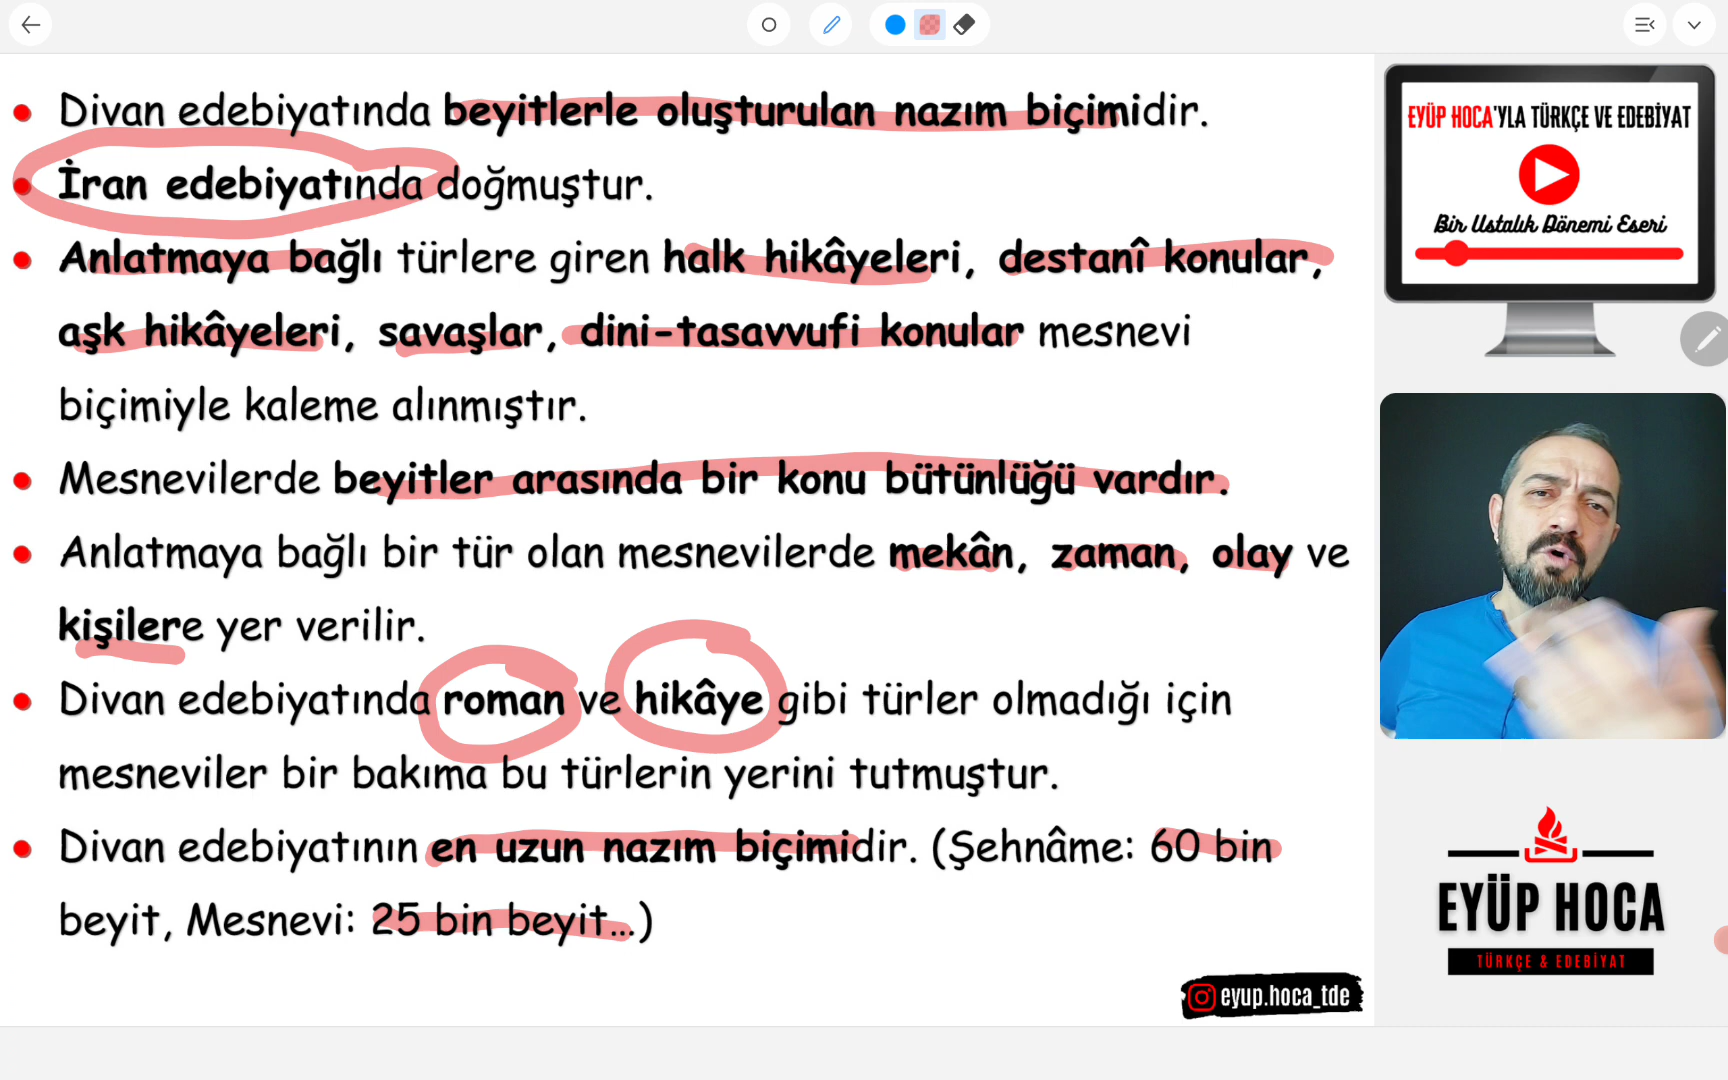 Divan edebiyatında beyitlerle oluşturulan nazım biçimidir.
İran edebiyatında doğmuştur.
Anlatmaya bağlı türlere giren halk hikâyeleri, destanî konular,
aşk hikâyeleri, savaşlar, dini-tasavvufi konular mesnevi
biçimiyle kaleme alınmıştır.
Mesnevilerde beyitler arasında bir konu bütünlüğü vardır.
Anlatmaya bağlı bir tür olan mesnevilerde mekân, zaman, olay ve
kişilere yer verilir.
Divan edebiyatında roman ve hikâye gibi türler olmadığı için
mesneviler bir bakıma bu türlerin yerini tutmuştur.
Divan edebiyatının en uzun nazım biçimidir. (Şehnâme: 60 bin
beyit, Mesnevi: 25 bin beyit...)
eyup.hoca_tde
EYÜP HOCA'YLA TÜRKÇE VE EDEBİYAT
Bir Ustalık Dönemi Eseri
EYÜP HOCA
TÜRKÇE & EDEBİYAT